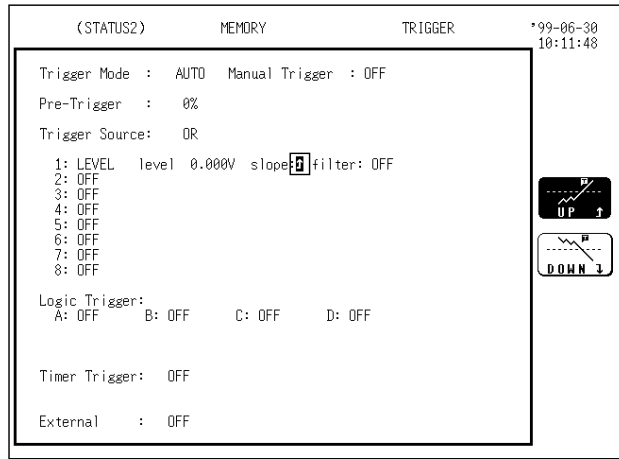 (STATUS2) MEMORY TRIGGER '99-06-30
10:11:48
Trigger Mode : AUTO Manual Trigger : OFF
Pre-Trigger : 0%
Trigger Source: OR
1: LEVEL level 0.000V slope:↥ filter: OFF
2: OFF
3: OFF
4: OFF
5: OFF
6: OFF
7: OFF
8: OFF
T
UP ↥
T
DOWN ↧
Logic Trigger:
A: OFF B: OFF C: OFF D: OFF
Timer Trigger: OFF
External : OFF